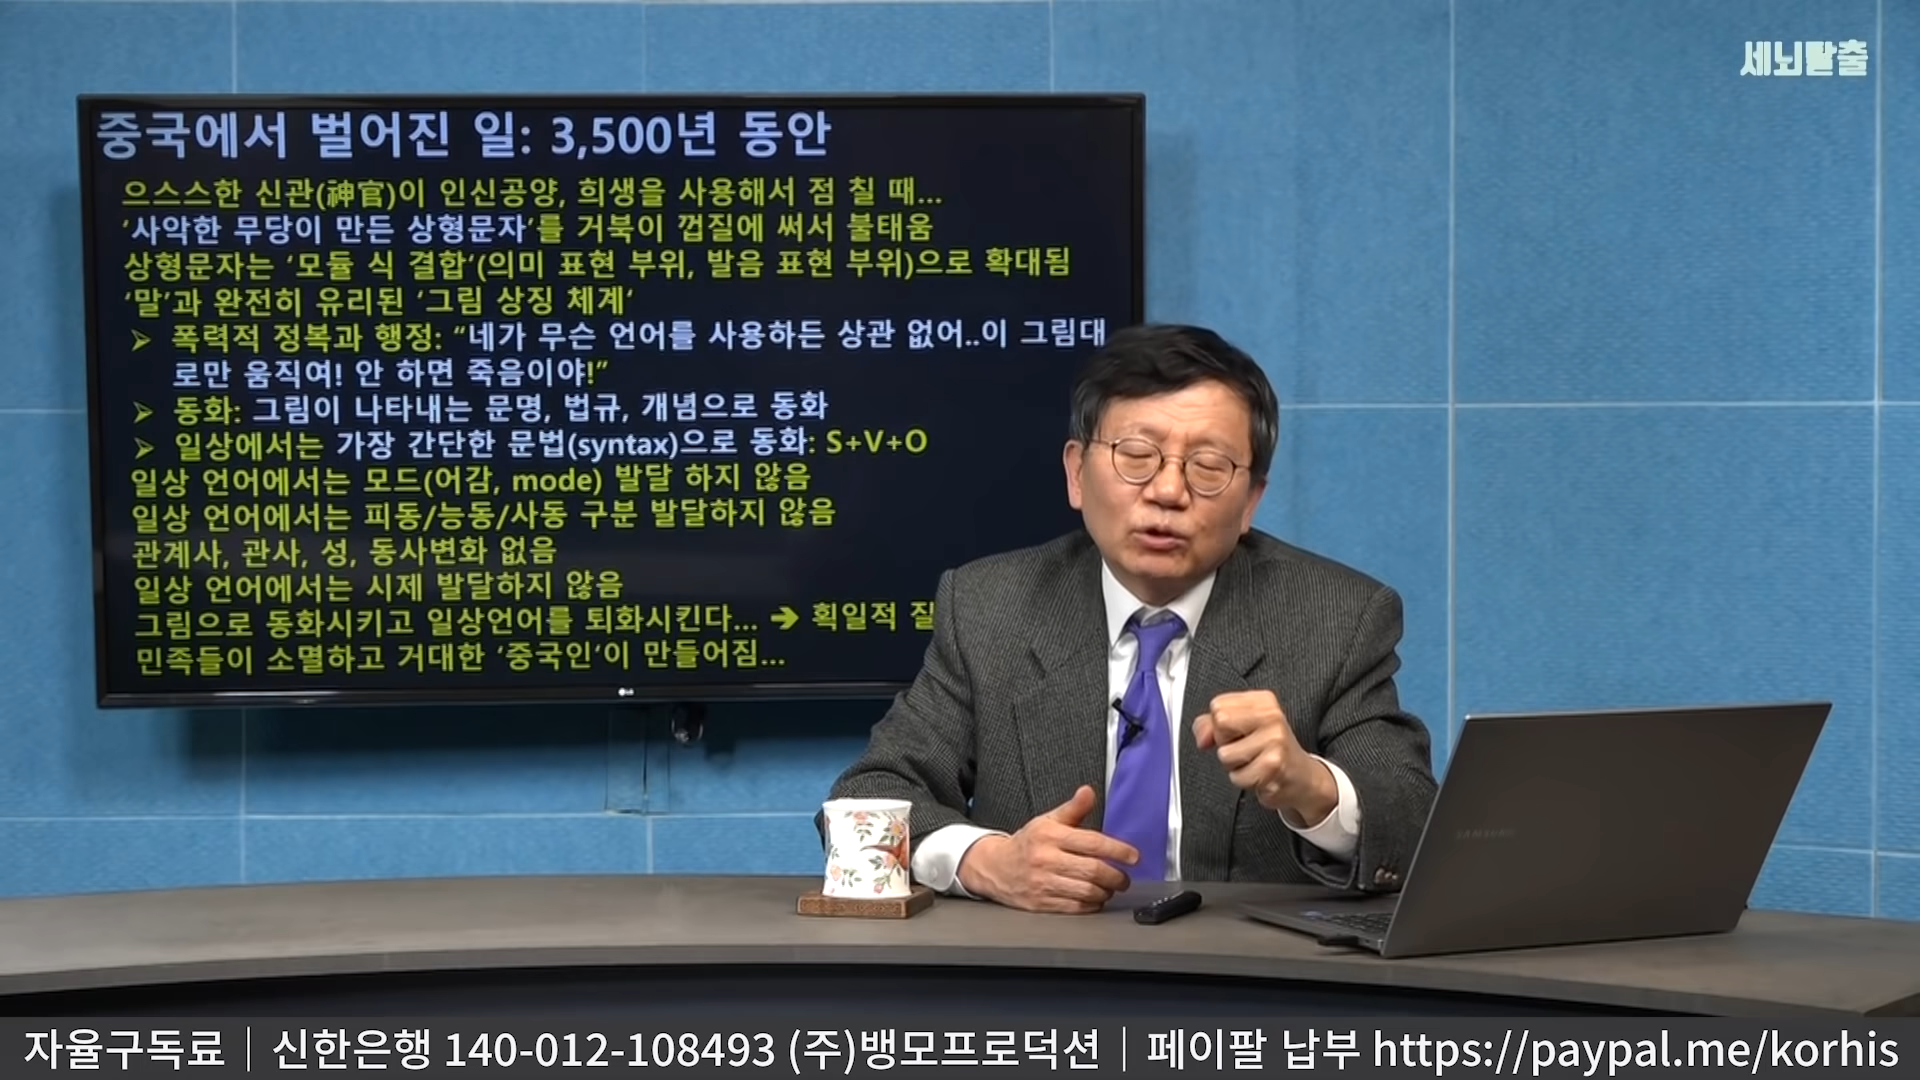 세뇌탈출
중국에서 벌어진 일: 3,500년 동안
으스스한 신관(神官)이 인신공양, 희생을 사용해서 점 칠 때...
‘사악한 무당이 만든 상형문자’를 거북이 껍질에 써서 불태움
상형문자는 ‘모듈 식 결합‘(의미 표현 부위, 발음 표현 부위)으로 확대됨
‘말’과 완전히 유리된 ‘그림 상징 체계‘
➢ 폭력적 정복과 행정: “네가 무슨 언어를 사용하든 상관 없어..이 그림대
로만 움직여! 안 하면 죽음이야!”
➢ 동화: 그림이 나타내는 문명, 법규, 개념으로 동화
➢ 일상에서는 가장 간단한 문법(syntax)으로 동화: S+V+O
일상 언어에서는 모드(어감, mode) 발달 하지 않음
일상 언어에서는 피동/능동/사동 구분 발달하지 않음
관계사, 관사, 성, 동사변화 없음
일상 언어에서는 시제 발달하지 않음
그림으로 동화시키고 일상언어를 퇴화시킨다... ➔ 획일적 질
민족들이 소멸하고 거대한 ‘중국인‘이 만들어짐...
LG
SAMSUNG
자율구독료｜신한은행 140-012-108493 (주)뱅모프로덕션｜페이팔 납부 https://paypal.me/korhis